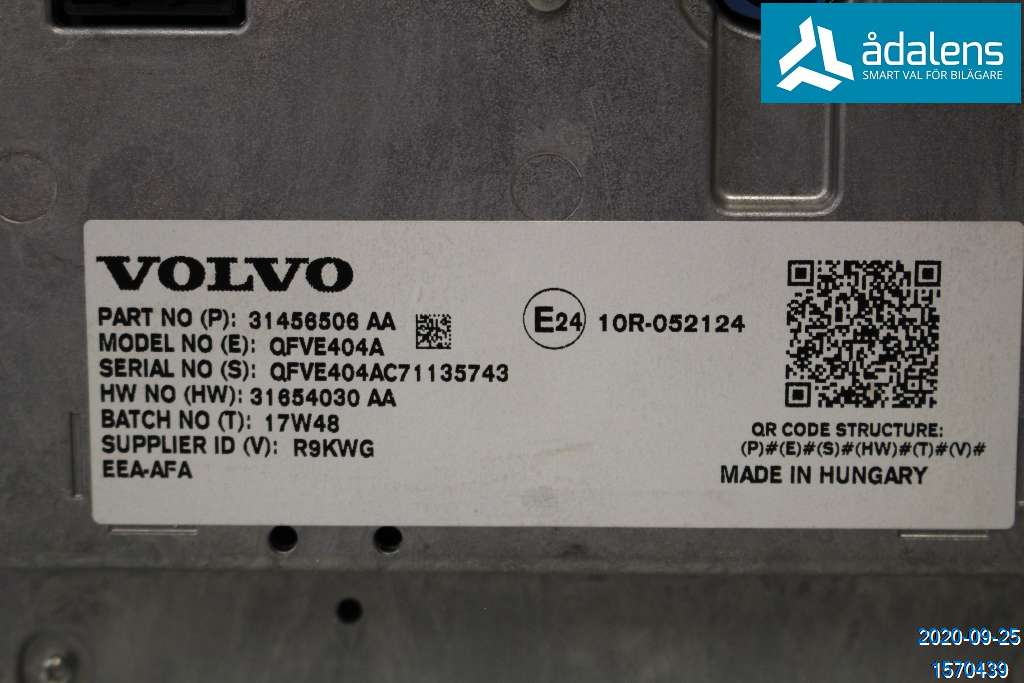 ådalens
SMART VAL FÖR BILÄGARE
VOLVO
PART NO (P): 31456506 AA
MODEL NO (E): QFVE404A
SERIAL NO (S): QFVE404AC71135743
HW NO (HW): 31654030 AA
BATCH NO (T): 17W48
SUPPLIER ID (V): R9KWG
EEA-AFA
E24 10R-052124
QR CODE STRUCTURE:
(P)#(E)#(S)#(HW)#(T)#(V)#
MADE IN HUNGARY
2020-09-25
1570439